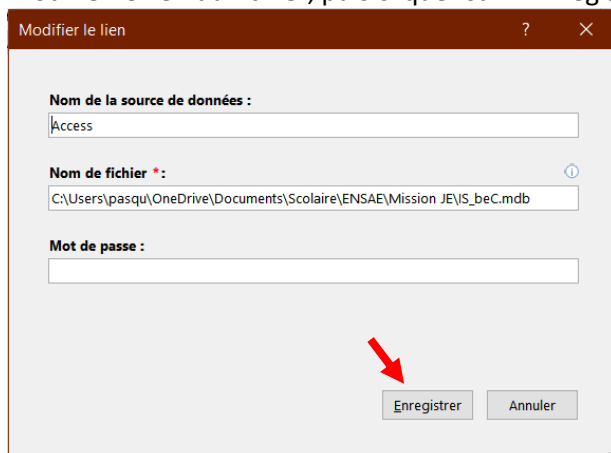 Modifier le lien ? ×
Nom de la source de données :
Access
Nom de fichier * :
C:\Users\pasqu\OneDrive\Documents\Scolaire\ENSAE\Mission JE\IS_beC.mdb
Mot de passe :
Enregistrer Annuler